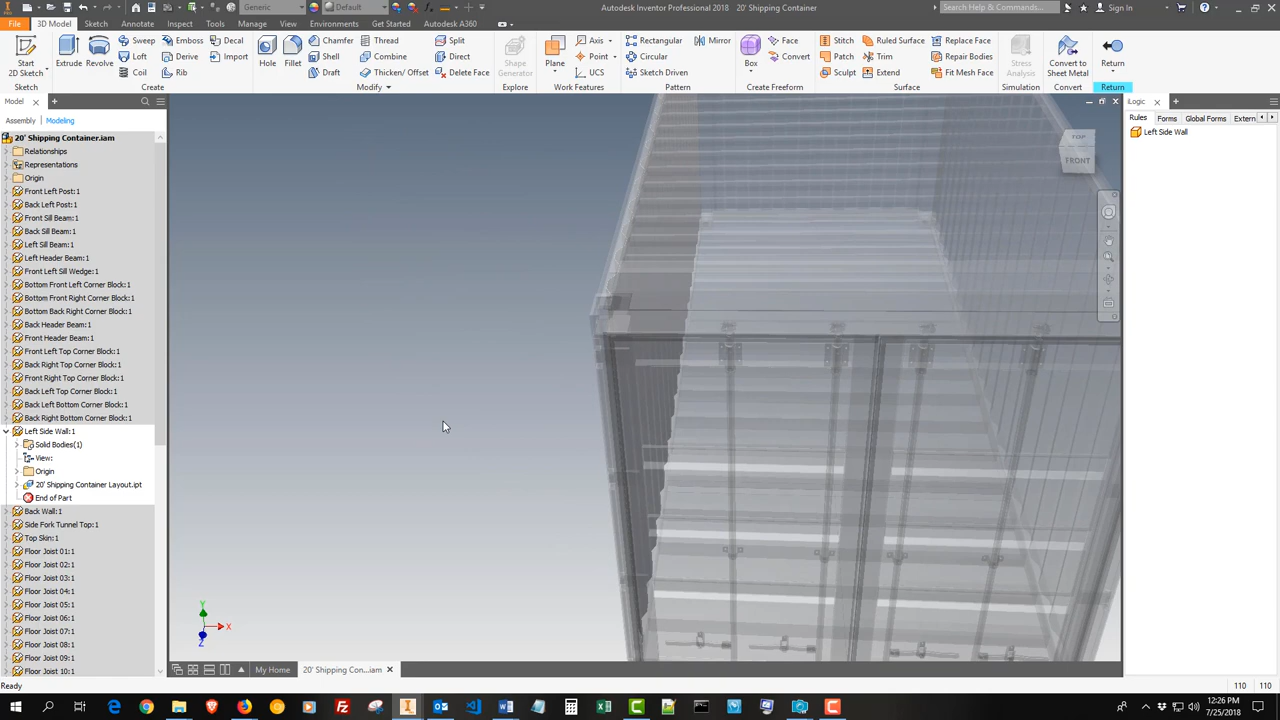 Generic Default Autodesk Inventor Professional 2018 20' Shipping Container Search Help & Commands... Sign In
File 3D Model Sketch Annotate Inspect Tools Manage View Environments Get Started Autodesk A360
Start
2D Sketch
Sketch
Extrude Revolve
Sweep Emboss Decal
Loft Derive Import
Coil Rib
Create
Hole Fillet
Chamfer Thread Split
Shell Combine Direct
Draft Thicken/ Offset Delete Face
Modify
Shape
Generator
Explore
Plane
Axis
Point
UCS
Work Features
Rectangular Mirror
Circular
Sketch Driven
Pattern
Box
Face
Convert
Create Freeform
Stitch Ruled Surface Replace Face
Patch Trim Repair Bodies
Sculpt Extend Fit Mesh Face
Surface
Stress
Analysis
Simulation
Convert to
Sheet Metal
Convert
Return
Return
Model
Assembly Modeling
20' Shipping Container.iam
Relationships
Representations
Origin
Front Left Post:1
Back Left Post:1
Front Sill Beam:1
Back Sill Beam:1
Left Sill Beam:1
Left Header Beam:1
Front Left Sill Wedge:1
Bottom Front Left Corner Block:1
Bottom Front Right Corner Block:1
Bottom Back Right Corner Block:1
Back Header Beam:1
Front Header Beam:1
Front Left Top Corner Block:1
Back Right Top Corner Block:1
Front Right Top Corner Block:1
Back Left Top Corner Block:1
Back Left Bottom Corner Block:1
Back Right Bottom Corner Block:1
Left Side Wall:1
Solid Bodies(1)
View:
Origin
20' Shipping Container Layout.ipt
End of Part
Back Wall:1
Side Fork Tunnel Top:1
Top Skin:1
Floor Joist 01:1
Floor Joist 02:1
Floor Joist 03:1
Floor Joist 04:1
Floor Joist 05:1
Floor Joist 06:1
Floor Joist 07:1
Floor Joist 08:1
Floor Joist 09:1
Floor Joist 10:1
TOP
FRONT
Y
X
Z
iLogic
Rules Forms Global Forms Extern
Left Side Wall
My Home 20' Shipping Con...iam
Ready 110 110
12:26 PM
7/25/2018